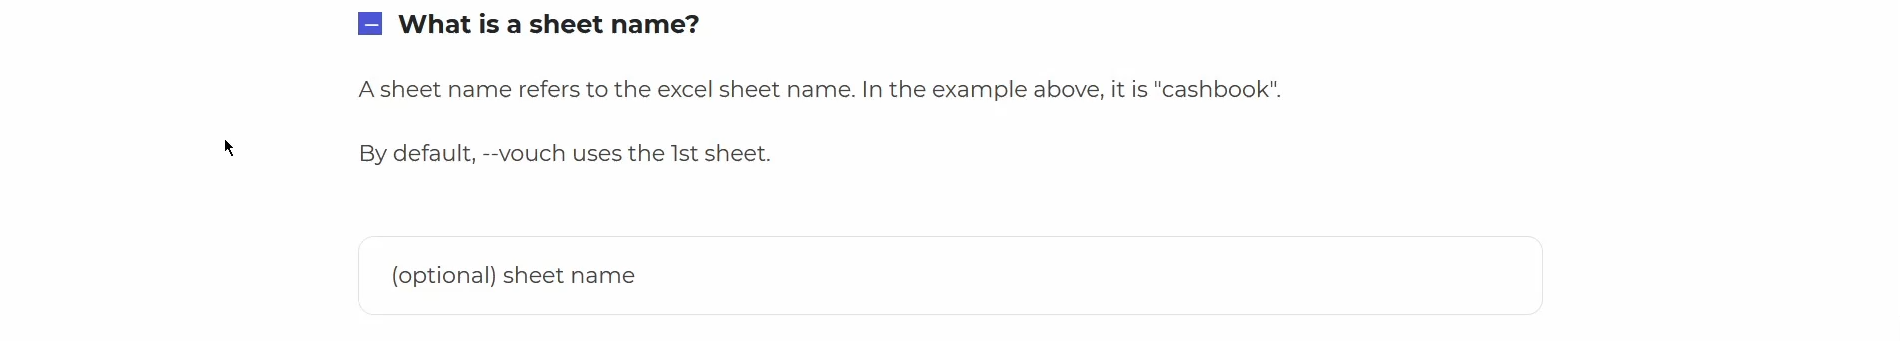 What is a sheet name?
A sheet name refers to the excel sheet name. In the example above, it is "cashbook".
By default, --vouch uses the 1st sheet.
(optional) sheet name